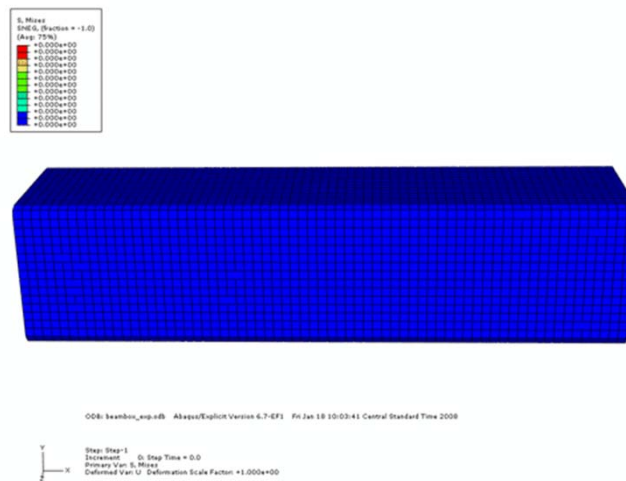 S, Mises
SNEG, (fraction = -1.0)
(Avg: 75%)
+0.000e+00
+0.000e+00
+0.000e+00
+0.000e+00
+0.000e+00
+0.000e+00
+0.000e+00
+0.000e+00
+0.000e+00
+0.000e+00
+0.000e+00
+0.000e+00
+0.000e+00
ODB: beambox_exp.odb Abaqus/Explicit Version 6.7-EF1 Fri Jan 18 10:03:41 Central Standard Time 2008
Y
X
Z
Step: Step-1
Increment 0: Step Time = 0.0
Primary Var: S, Mises
Deformed Var: U Deformation Scale Factor: +1.000e+00